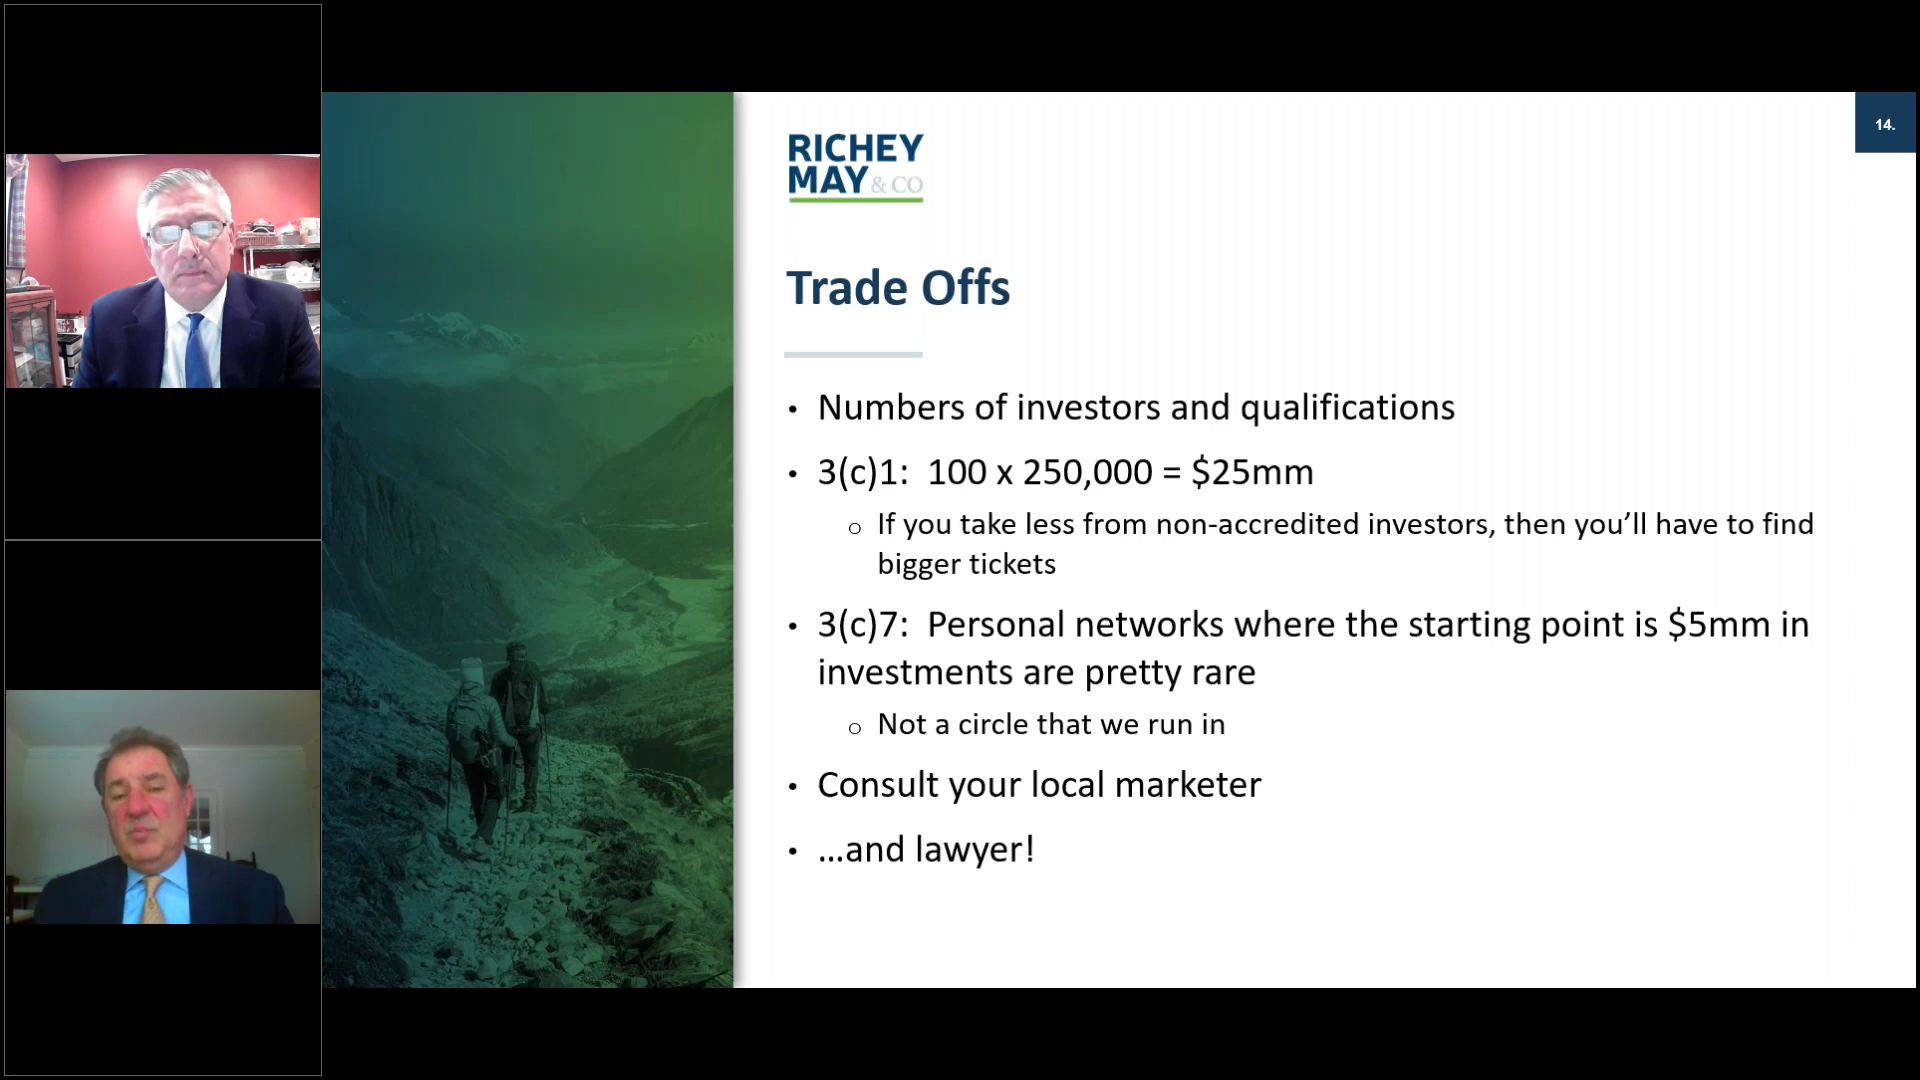 RICHEY
MAY & CO
14.
Trade Offs
• Numbers of investors and qualifications
• 3(c)1:  100 x 250,000 = $25mm
o If you take less from non-accredited investors, then you’ll have to find
bigger tickets
• 3(c)7:  Personal networks where the starting point is $5mm in
investments are pretty rare
o Not a circle that we run in
• Consult your local marketer
• …and lawyer!